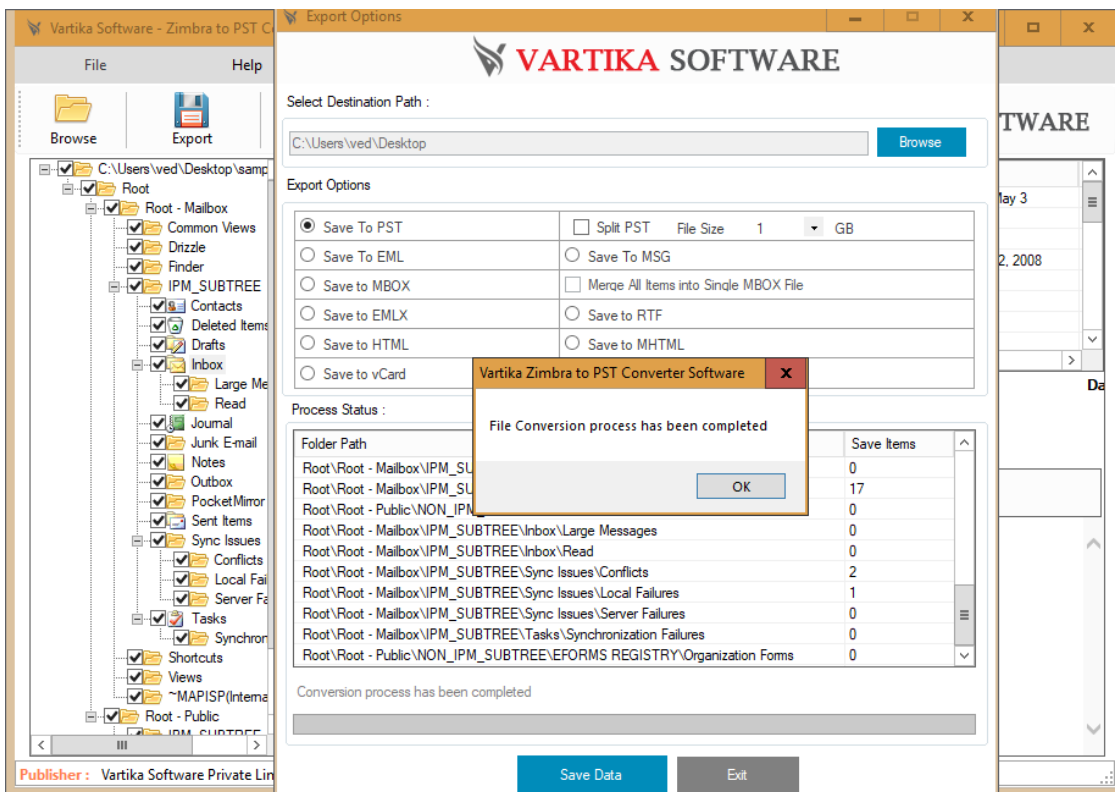 Vartika Software - Zimbra to PST C
Export Options
File
Help
VARTIKA SOFTWARE
TWARE
Browse
Export
Select Destination Path :
C:\Users\ved\Desktop
Browse
Export Options
Save To PST
Split PST File Size 1 GB
Save To EML
Save To MSG
Save to MBOX
Merge All Items into Single MBOX File
Save to EMLX
Save to RTF
Save to HTML
Save to MHTML
Save to vCard
C:\Users\ved\Desktop\samp
Root
Root - Mailbox
Common Views
Drizzle
Finder
IPM_SUBTREE
Contacts
Deleted Items
Drafts
Inbox
Large Me
Read
Journal
Junk E-mail
Notes
Outbox
PocketMirror
Sent Items
Sync Issues
Conflicts
Local Fai
Server Fa
Tasks
Synchron
Shortcuts
Views
~MAPISP(Interna
Root - Public
IPM_SUBTREE
May 3
2, 2008
Da
Vartika Zimbra to PST Converter Software
File Conversion process has been completed
OK
Process Status :
Folder Path Save Items
Root\Root - Mailbox\IPM_SU 0
Root\Root - Mailbox\IPM_SU 17
Root\Root - Public\NON_IPM_ 0
Root\Root - Mailbox\IPM_SUBTREE\Inbox\Large Messages 0
Root\Root - Mailbox\IPM_SUBTREE\Inbox\Read 0
Root\Root - Mailbox\IPM_SUBTREE\Sync Issues\Conflicts 2
Root\Root - Mailbox\IPM_SUBTREE\Sync Issues\Local Failures 1
Root\Root - Mailbox\IPM_SUBTREE\Sync Issues\Server Failures 0
Root\Root - Mailbox\IPM_SUBTREE\Tasks\Synchronization Failures 0
Root\Root - Public\NON_IPM_SUBTREE\EFORMS REGISTRY\Organization Forms 0
Conversion process has been completed
Save Data
Exit
Publisher : Vartika Software Private Lin